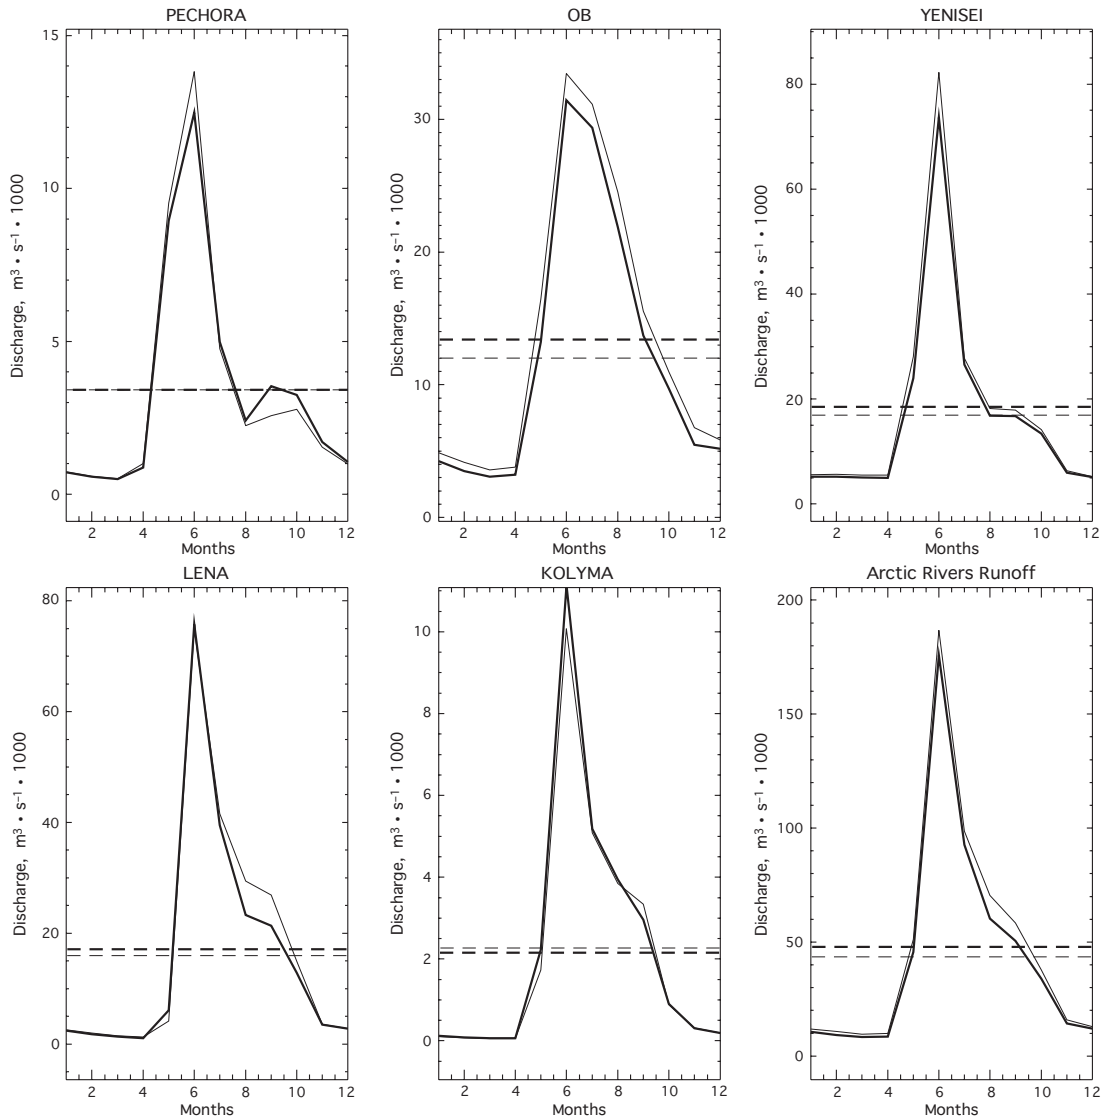 PECHORA
15
10
5
0
Discharge, m³ • s⁻¹ • 1000
2 4 6 8 10 12
Months
OB
30
20
10
0
Discharge, m³ • s⁻¹ • 1000
2 4 6 8 10 12
Months
YENISEI
80
60
40
20
0
Discharge, m³ • s⁻¹ • 1000
2 4 6 8 10 12
Months
LENA
80
60
40
20
0
Discharge, m³ • s⁻¹ • 1000
2 4 6 8 10 12
Months
KOLYMA
10
8
6
4
2
0
Discharge, m³ • s⁻¹ • 1000
2 4 6 8 10 12
Months
Arctic Rivers Runoff
200
150
100
50
0
Discharge, m³ • s⁻¹ • 1000
2 4 6 8 10 12
Months